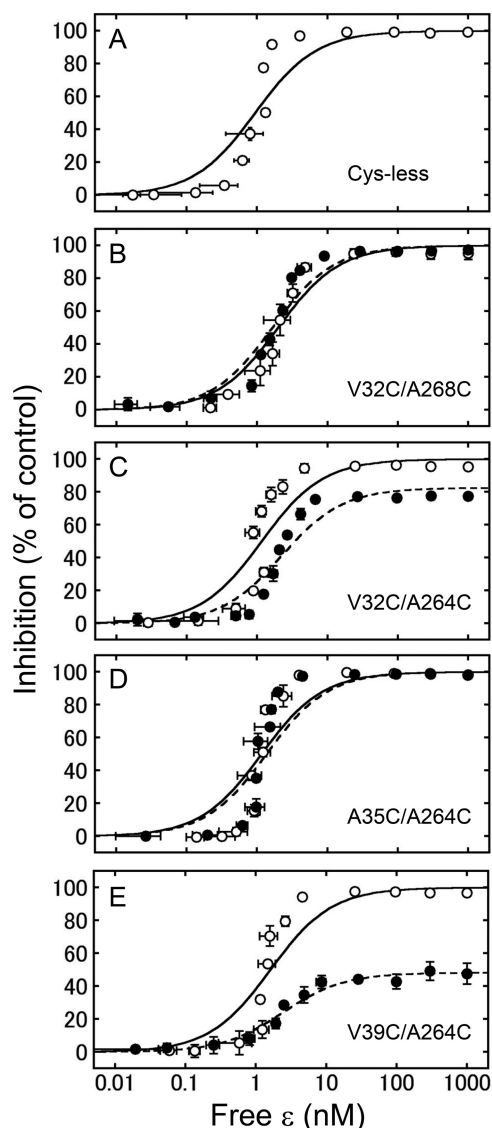 A
100
80
60
40
20
0
Cys-less
B
100
80
60
40
20
0
V32C/A268C
C
100
80
60
40
20
0
V32C/A264C
D
100
80
60
40
20
0
A35C/A264C
E
100
80
60
40
20
0
V39C/A264C
0.01 0.1 1 10 100 1000
Free ε (nM)
Inhibition (% of control)